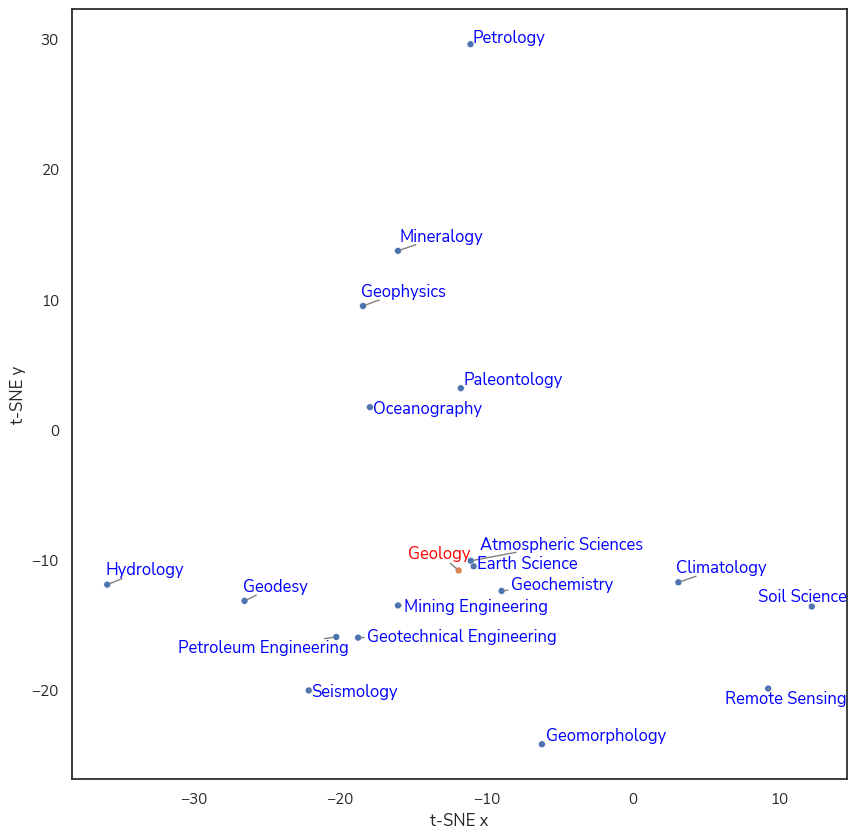 30
Petrology
20
Mineralogy
10
Geophysics
Paleontology
Oceanography
0
t-SNE y
−10
Atmospheric Sciences
Geology
Earth Science
Hydrology
Climatology
Geodesy
Geochemistry
Soil Science
Mining Engineering
Geotechnical Engineering
Petroleum Engineering
−20
Seismology
Remote Sensing
Geomorphology
−30
−20
−10
0
10
t-SNE x